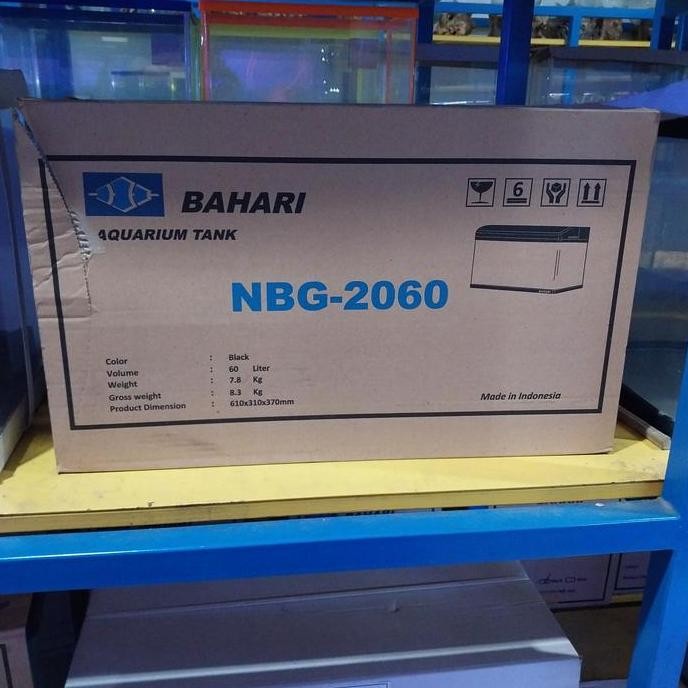 BAHARI
AQUARIUM TANK
6
BAHARI
NBG-2060
Color : Black
Volume : 60 Liter
Weight : 7.8 Kg
Gross weight : 8.3 Kg
Product Dimension : 610x310x370mm
Made in Indonesia